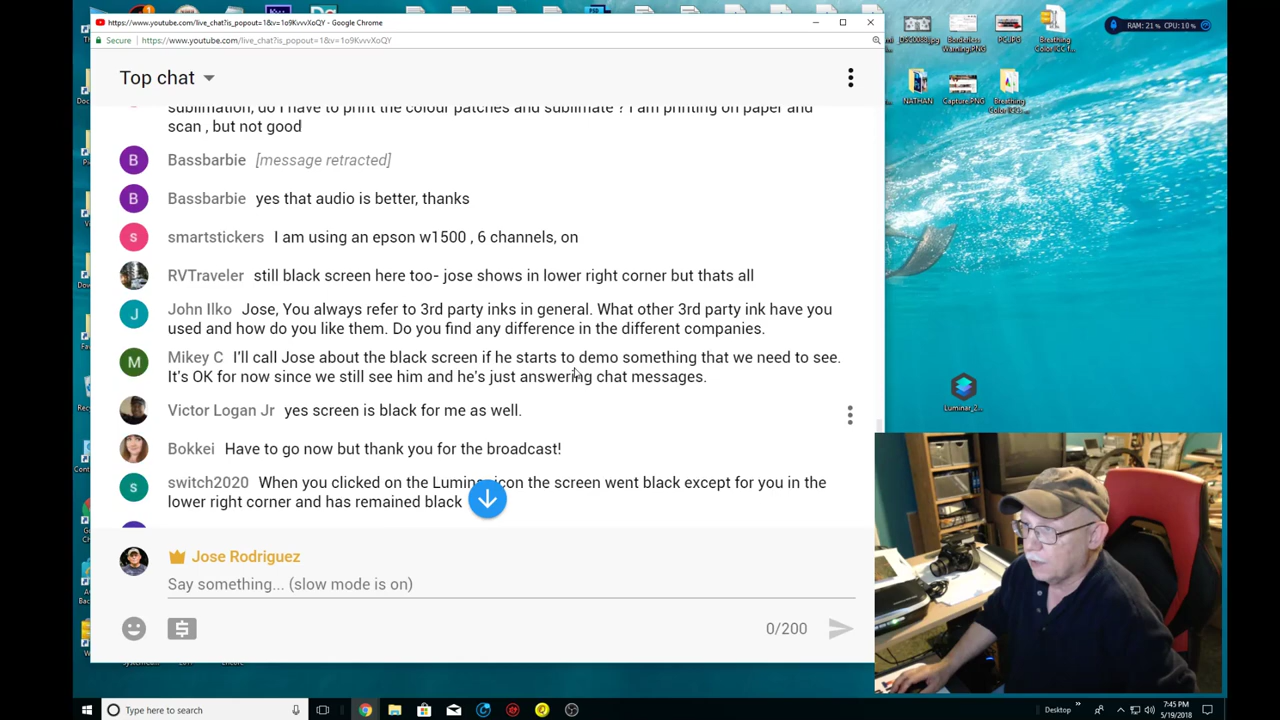 https://www.youtube.com/live_chat?is_popout=1&v=1o9KvvvXoQY - Google Chrome
Secure https://www.youtube.com/live_chat?is_popout=1&v=1o9KvvvXoQY
RAM: 21 % CPU: 10 %
Top chat
sublimation, do I have to print the colour patches and sublimate ? I am printing on paper and
scan , but not good
B Bassbarbie [message retracted]
B Bassbarbie yes that audio is better, thanks
s smartstickers I am using an epson w1500 , 6 channels, on
RVTraveler still black screen here too- jose shows in lower right corner but thats all
J John Ilko Jose, You always refer to 3rd party inks in general. What other 3rd party ink have you
used and how do you like them. Do you find any difference in the different companies.
M Mikey C I'll call Jose about the black screen if he starts to demo something that we need to see.
It's OK for now since we still see him and he's just answering chat messages.
Victor Logan Jr yes screen is black for me as well.
Bokkei Have to go now but thank you for the broadcast!
s switch2020 When you clicked on the Luminar icon the screen went black except for you in the
lower right corner and has remained black
Jose Rodriguez
Say something... (slow mode is on)
0/200
NATHAN
Capture.PNG
Breathing
Luminar_2...
Type here to search
Desktop
7:45 PM
5/19/2018